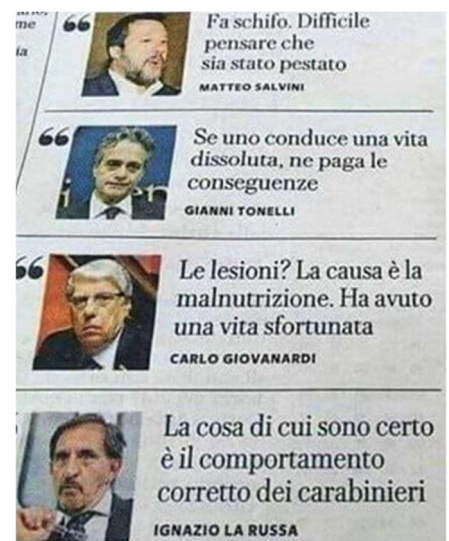 me
ia
“ Fa schifo. Difficile
pensare che
sia stato pestato
MATTEO SALVINI
“ Se uno conduce una vita
dissoluta, ne paga le
conseguenze
GIANNI TONELLI
“ Le lesioni? La causa è la
malnutrizione. Ha avuto
una vita sfortunata
CARLO GIOVANARDI
La cosa di cui sono certo
è il comportamento
corretto dei carabinieri
IGNAZIO LA RUSSA